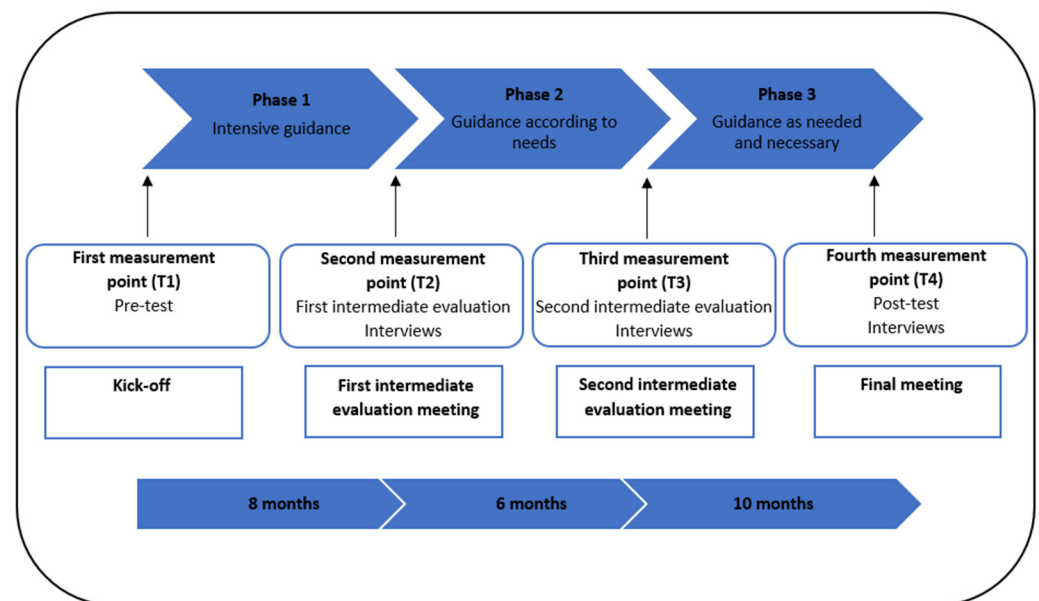 Phase 1
Intensive guidance
Phase 2
Guidance according to
needs
Phase 3
Guidance as needed
and necessary
First measurement
point (T1)
Pre-test
Second measurement
point (T2)
First intermediate evaluation
Interviews
Third measurement
point (T3)
Second intermediate evaluation
Interviews
Fourth measurement
point (T4)
Post-test
Interviews
Kick-off
First intermediate
evaluation meeting
Second intermediate
evaluation meeting
Final meeting
8 months
6 months
10 months